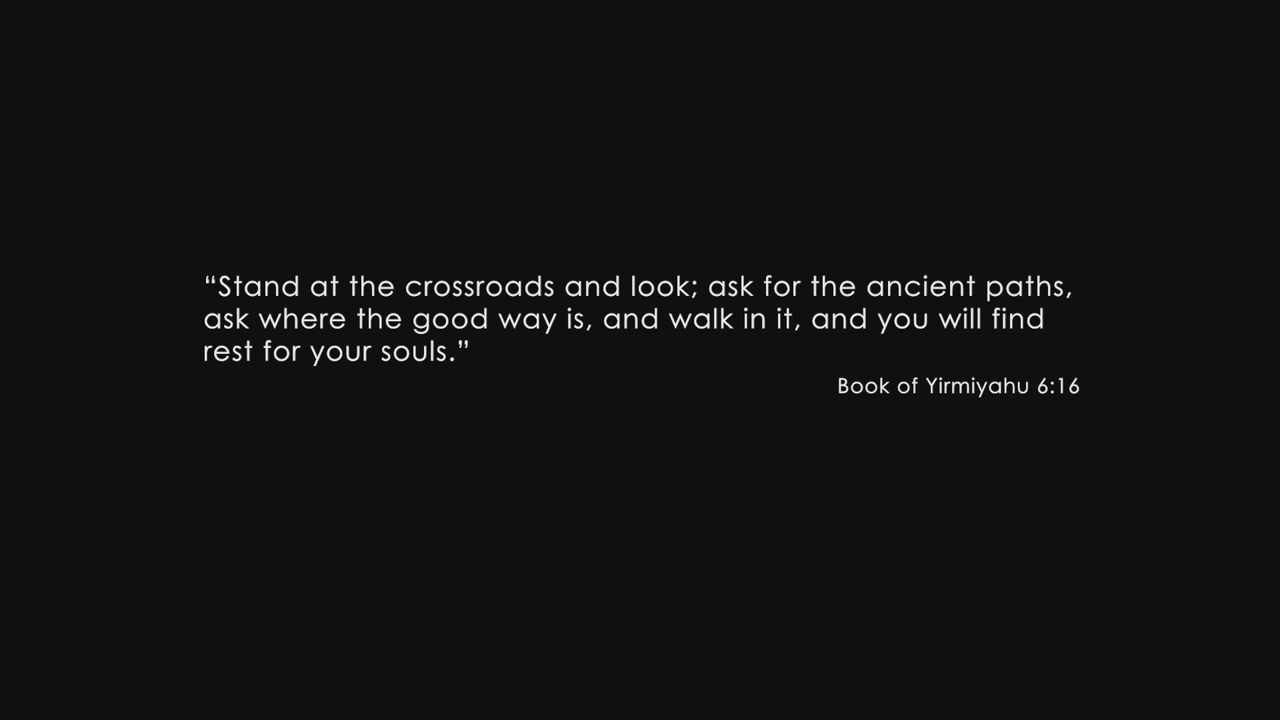 “Stand at the crossroads and look; ask for the ancient paths,
ask where the good way is, and walk in it, and you will find
rest for your souls.”
Book of Yirmiyahu 6:16